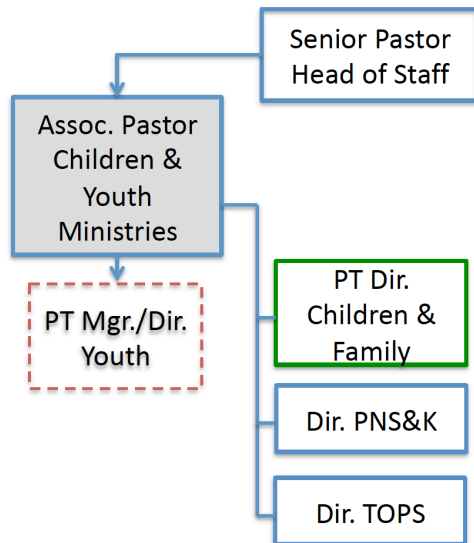 Senior Pastor
Head of Staff
Assoc. Pastor
Children &
Youth
Ministries
PT Mgr./Dir.
Youth
PT Dir.
Children &
Family
Dir. PNS&K
Dir. TOPS